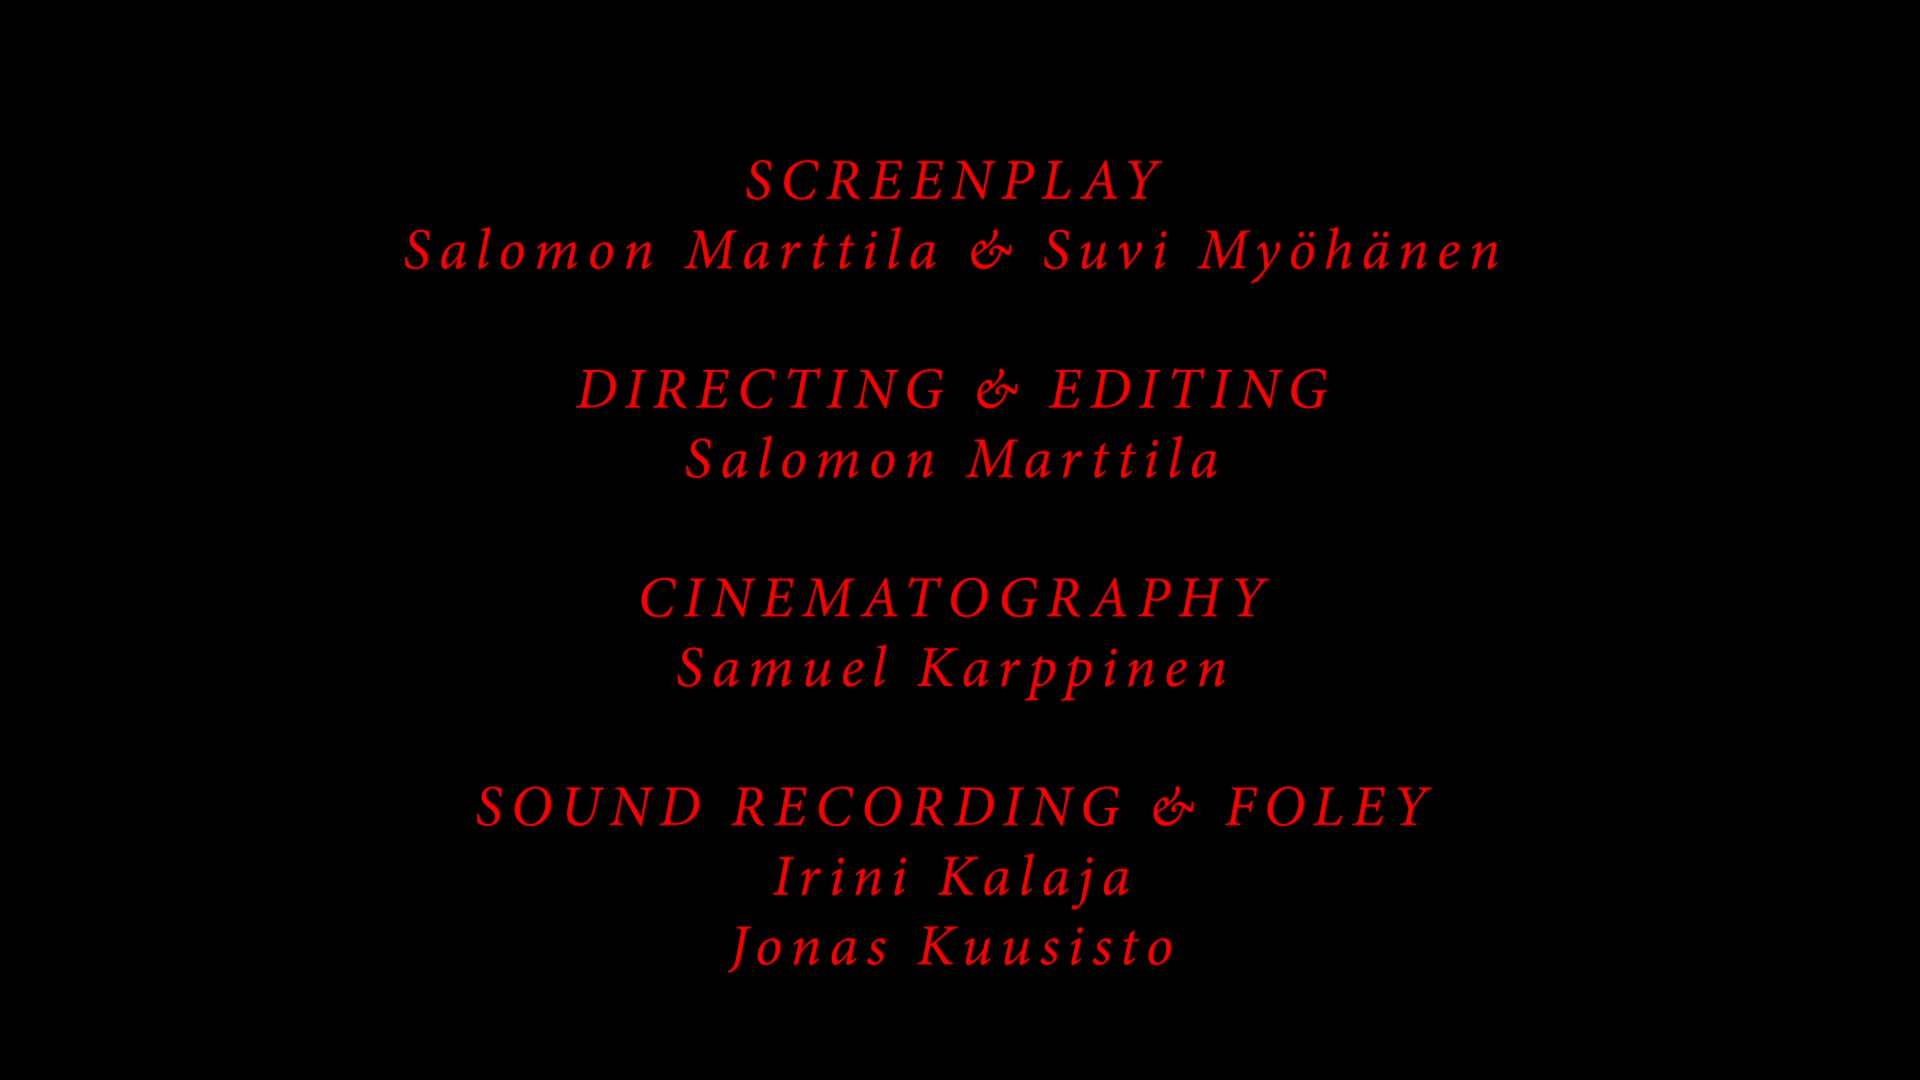 SCREENPLAY
Salomon Marttila & Suvi Myöhänen
DIRECTING & EDITING
Salomon Marttila
CINEMATOGRAPHY
Samuel Karppinen
SOUND RECORDING & FOLEY
Irini Kalaja
Jonas Kuusisto